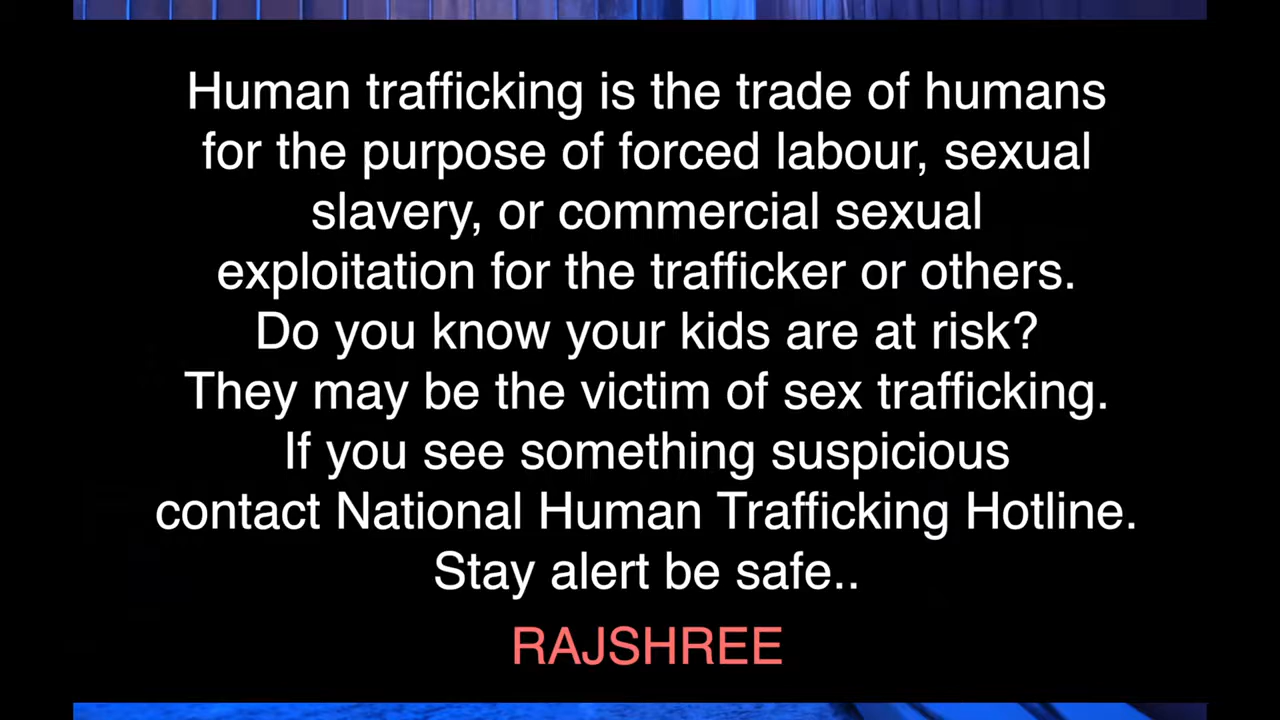 Human trafficking is the trade of humans
for the purpose of forced labour, sexual
slavery, or commercial sexual
exploitation for the trafficker or others.
Do you know your kids are at risk?
They may be the victim of sex trafficking.
If you see something suspicious
contact National Human Trafficking Hotline.
Stay alert be safe..
RAJSHREE